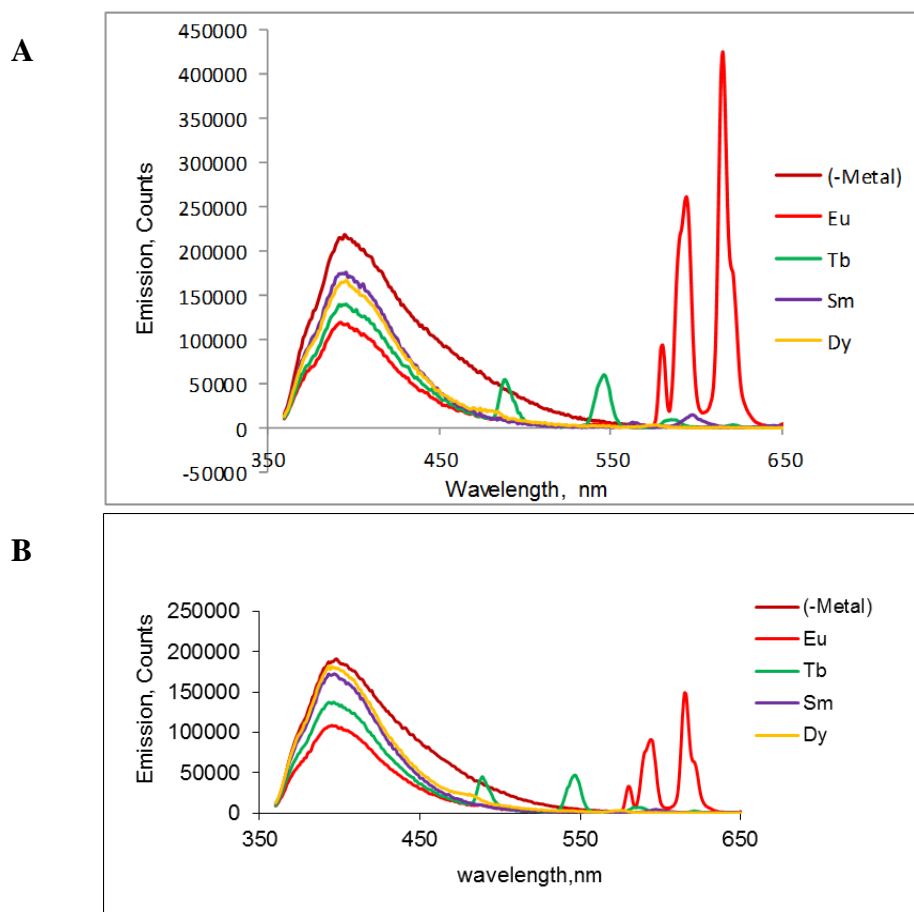 A
450000
400000
350000
300000
250000
200000
150000
100000
50000
0
-50000
Emission, Counts
350
450
550
650
Wavelength, nm
(-Metal)
Eu
Tb
Sm
Dy
B
250000
200000
150000
100000
50000
0
Emission, Counts
350
450
550
650
wavelength,nm
(-Metal)
Eu
Tb
Sm
Dy